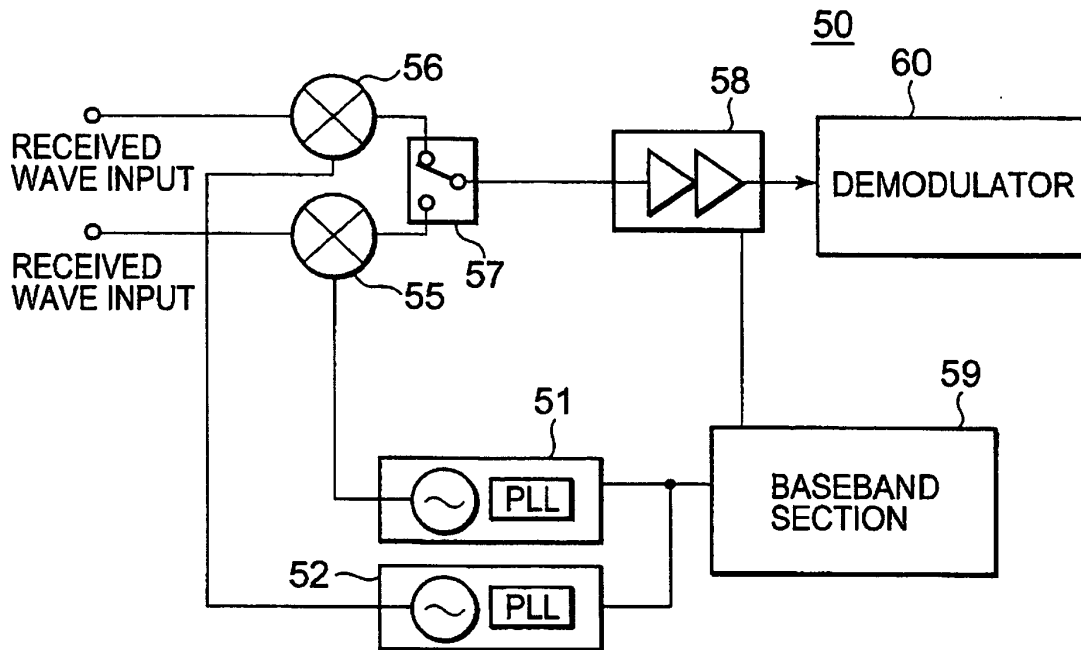 50
56
58
60
RECEIVED
WAVE INPUT
DEMODULATOR
57
RECEIVED
WAVE INPUT
55
51
59
PLL
BASEBAND
SECTION
52
PLL